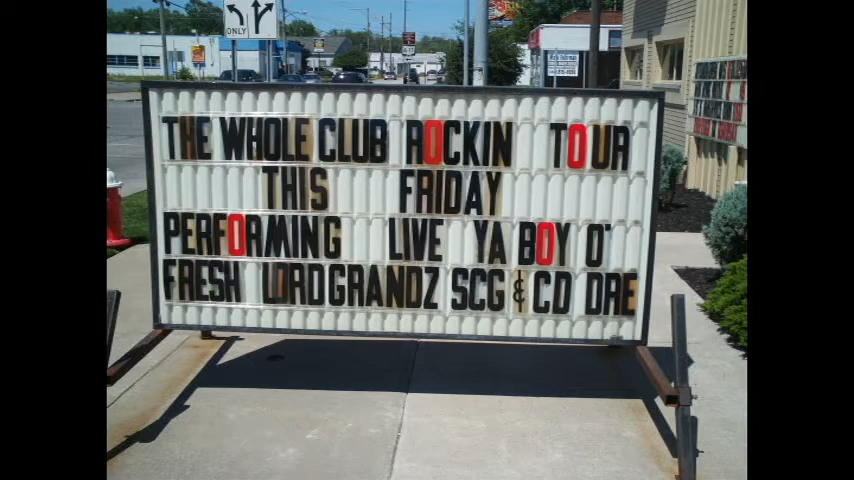 ONLY
THE WHOLE CLUB ROCKIN TOUR
THIS FRIDAY
PERFORMING LIVE YA BOY O'
FRESH LORDGRANDZ SCG & CD DRE